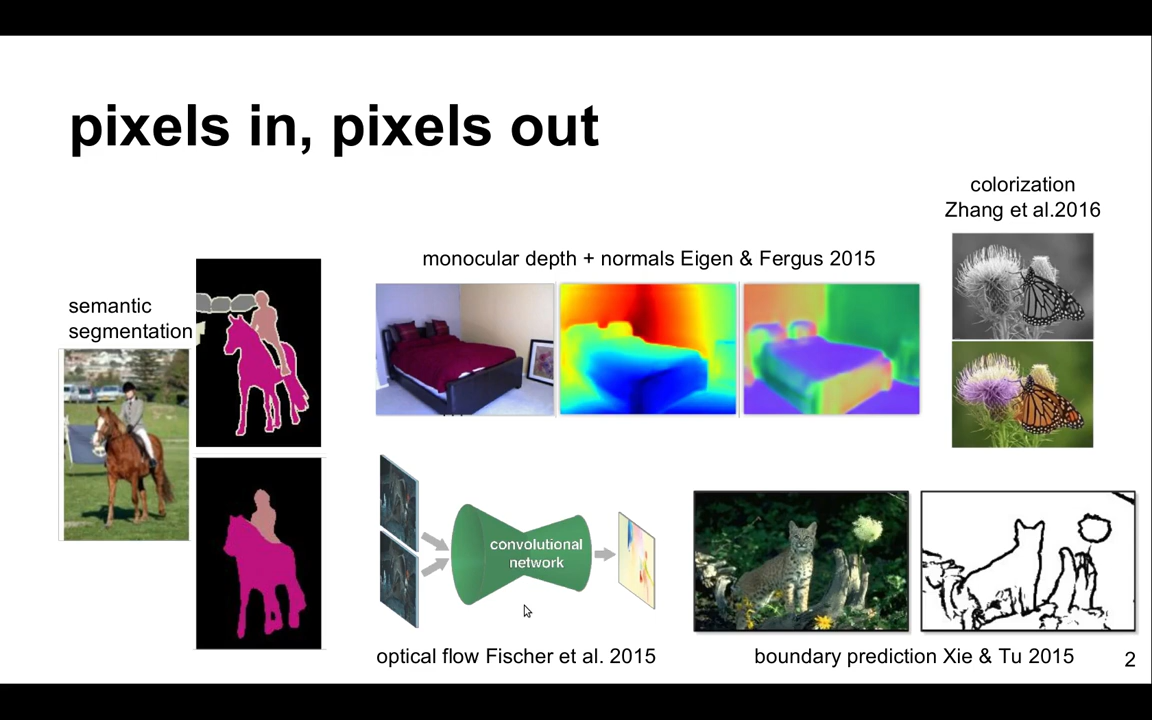 pixels in, pixels out
colorization
Zhang et al.2016
monocular depth + normals Eigen & Fergus 2015
semantic
segmentation
convolutional
network
optical flow Fischer et al. 2015
boundary prediction Xie & Tu 2015
2